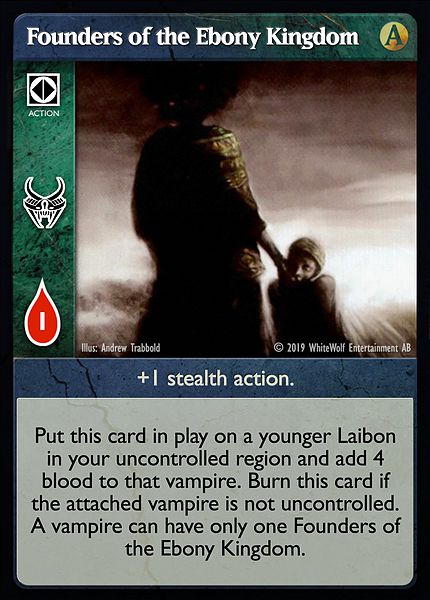 Founders of the Ebony Kingdom
A
ACTION
1
Illus: Andrew Trabbold
© 2019 WhiteWolf Entertainment AB
+1 stealth action.
Put this card in play on a younger Laibon
in your uncontrolled region and add 4
blood to that vampire. Burn this card if
the attached vampire is not uncontrolled.
A vampire can have only one Founders of
the Ebony Kingdom.